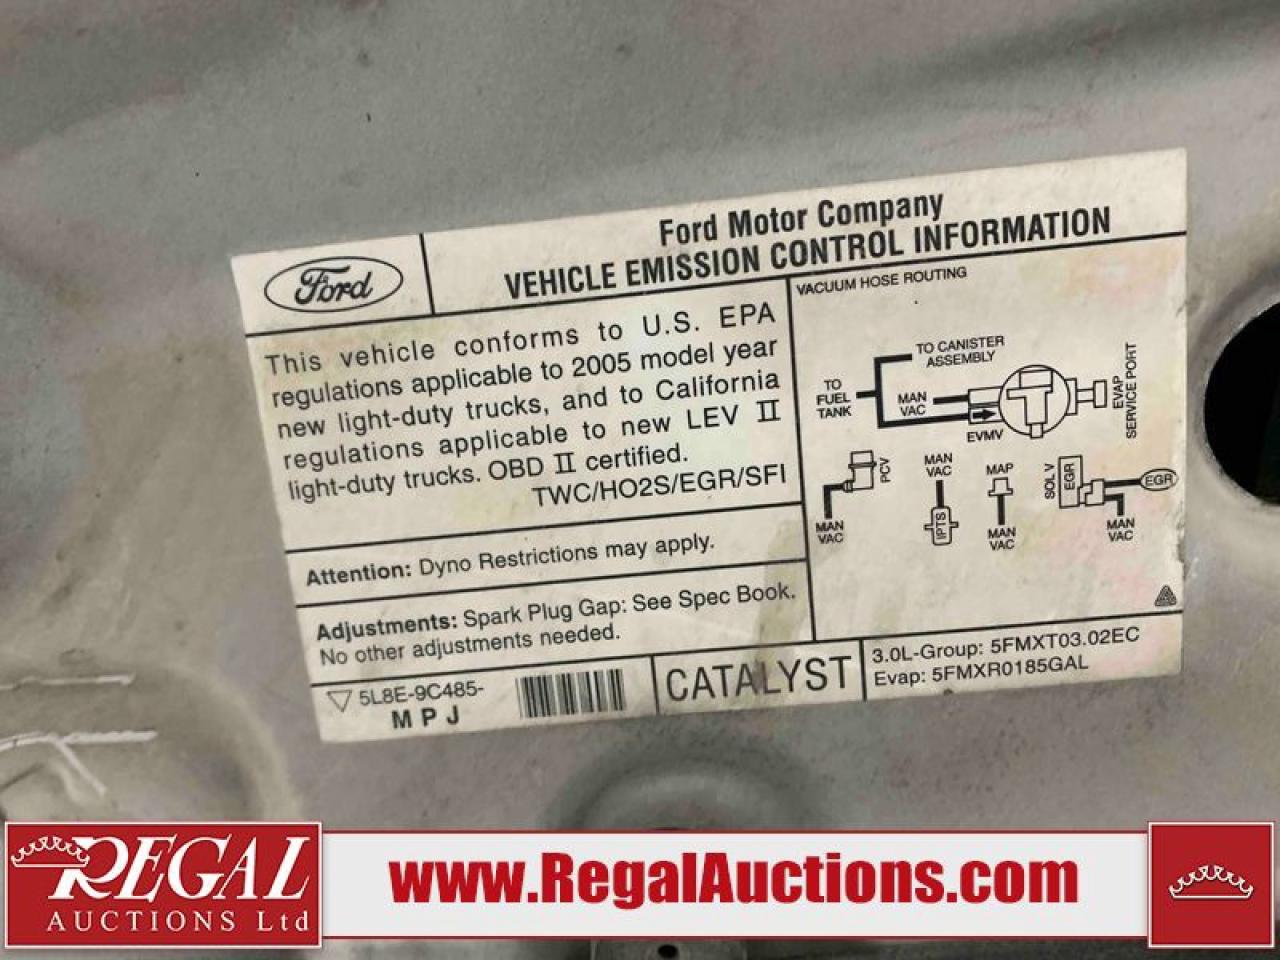 Ford
Ford Motor Company
VEHICLE EMISSION CONTROL INFORMATION
This vehicle conforms to U.S. EPA
regulations applicable to 2005 model year
new light-duty trucks, and to California
regulations applicable to new LEV II
light-duty trucks. OBD II certified.
TWC/HO2S/EGR/SFI
Attention: Dyno Restrictions may apply.
Adjustments: Spark Plug Gap: See Spec Book.
No other adjustments needed.
5L8E-9C485-
MPJ
CATALYST
3.0L-Group: 5FMXT03.02EC
Evap: 5FMXR0185GAL
VACUUM HOSE ROUTING
TO CANISTER
ASSEMBLY
TO
FUEL
TANK
MAN
VAC
EVMV
EVAP
SERVICE PORT
PCV
MAN
VAC
MAN
VAC
IPTS
MAP
MAN
VAC
SOL V
EGR
EGR
MAN
VAC
REGAL
AUCTIONS Ltd
www.RegalAuctions.com